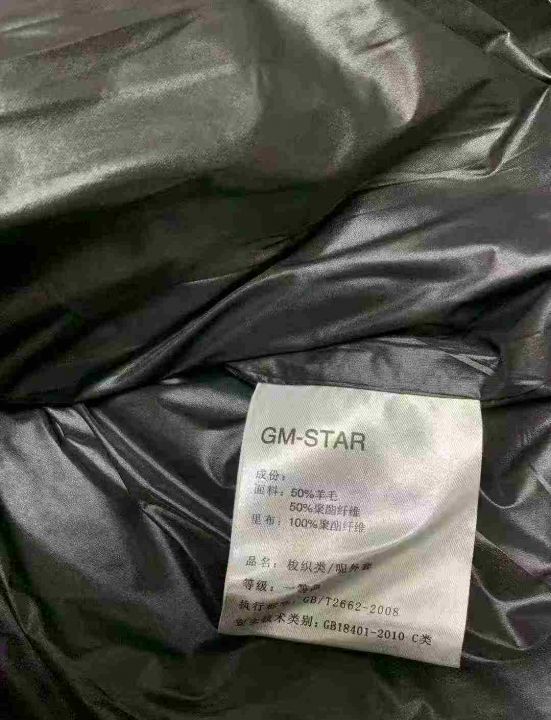 GM-STAR
成份:
面料: 50%羊毛
50%聚酯纤维
里布: 100%聚酯纤维
品名: 梭织类/呢外套
等级: 一等品
执行标准: GB/T2662-2008
安全技术类别: GB18401-2010 C类